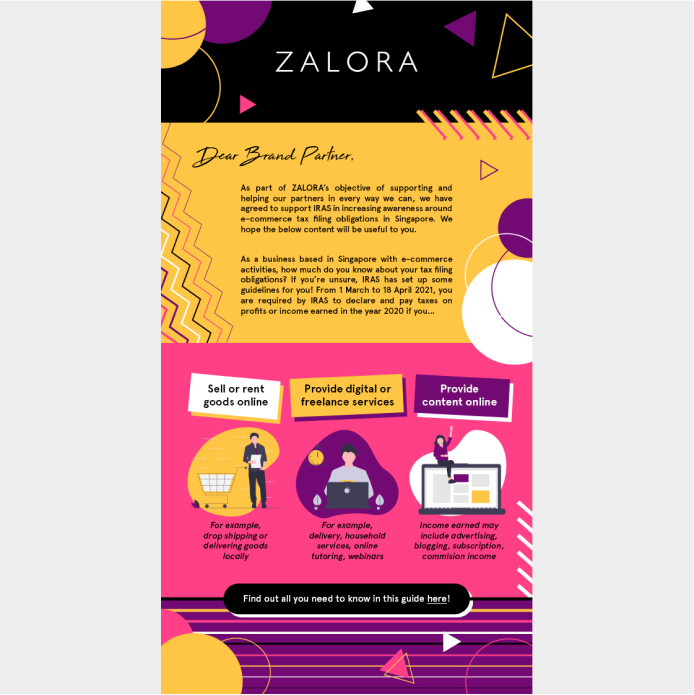 ZALORA
Dear Brand Partner,
As part of ZALORA's objective of supporting and
helping our partners in every way we can, we have
agreed to support IRAS in increasing awareness around
e-commerce tax filing obligations in Singapore. We
hope the below content will be useful to you.
As a business based in Singapore with e-commerce
activities, how much do you know about your tax filing
obligations? If you're unsure, IRAS has set up some
guidelines for you! From 1 March to 18 April 2021, you
are required by IRAS to declare and pay taxes on
profits or income earned in the year 2020 if you...
Sell or rent
goods online
Provide digital or
freelance services
Provide
content online
For example,
drop shipping or
delivering goods
locally
For example,
delivery, household
services, online
tutoring, webinars
Income earned may
include advertising,
blogging, subscription,
commision income
Find out all you need to know in this guide here!